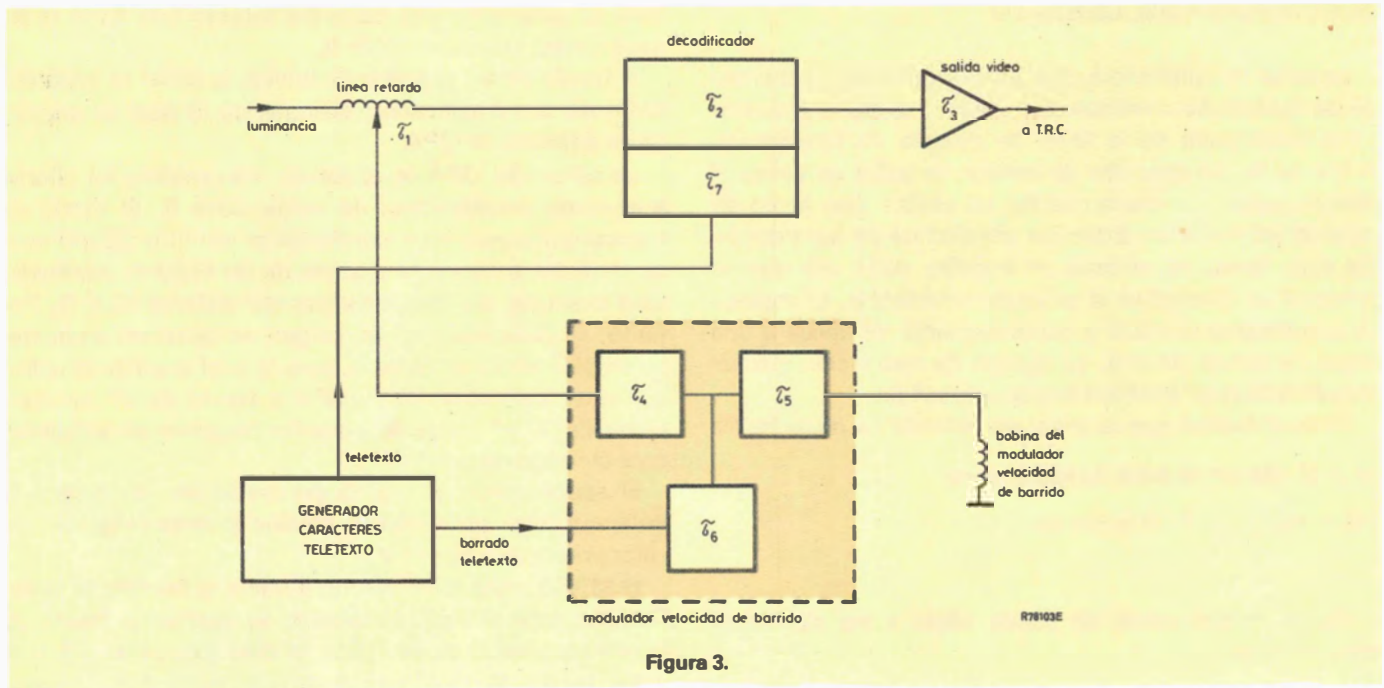 decodificador
linea retardo
salida video
luminancia
τ1
τ2
τ3
a T.R.C.
τ7
τ4
τ5
teletexto
bobina del
modulador
velocidad
de barrido
GENERADOR
CARACTERES
TELETEXTO
borrado
teletexto
τ6
modulador velocidad de barrido
R78103E
Figura 3.